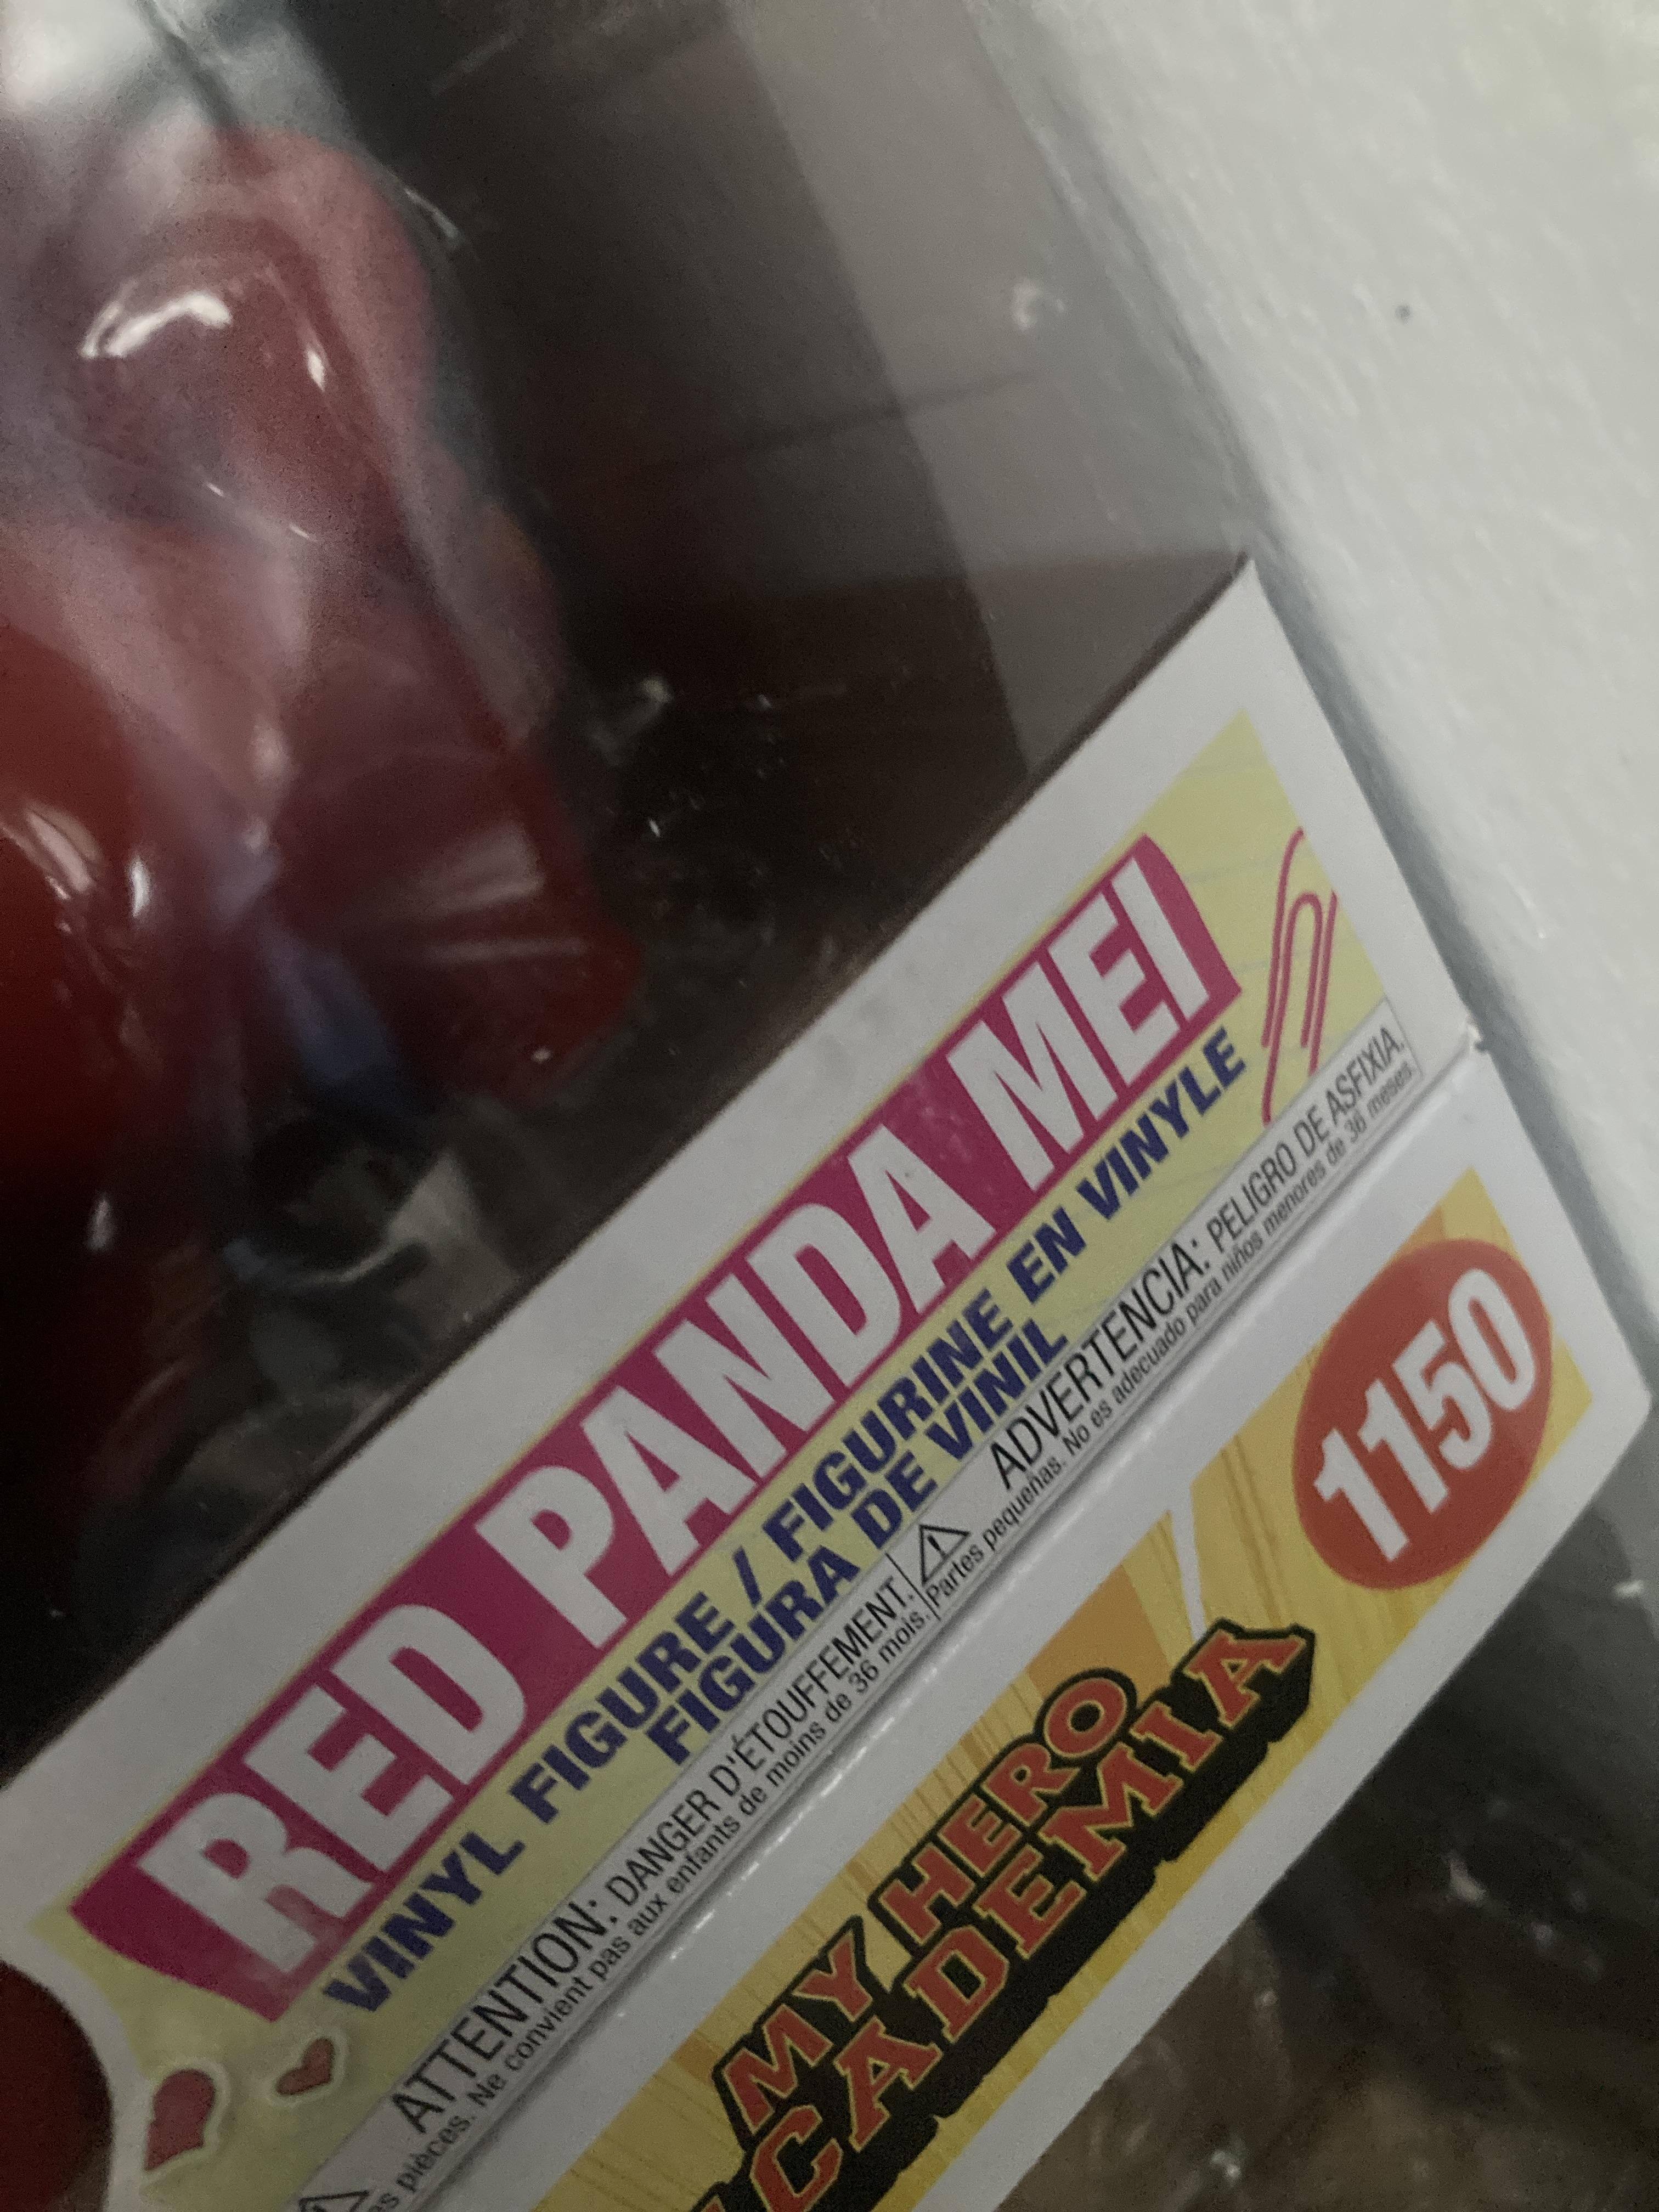 RED PANDA MEI
VINYL FIGURE / FIGURINE EN VINYLE
FIGURA DE VINIL
ATTENTION: DANGER D'ÉTOUFFEMENT.
pièces. Ne convient pas aux enfants de moins de 36 mois.
ADVERTENCIA: PELIGRO DE ASFIXIA.
Partes pequeñas. No es adecuado para niños menores de 36 meses.
1150
MY HERO
CADEMIA